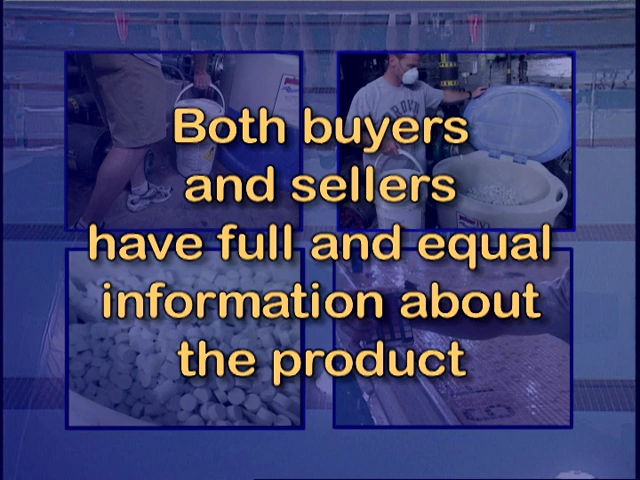 Both buyers
and sellers
have full and equal
information about
the product